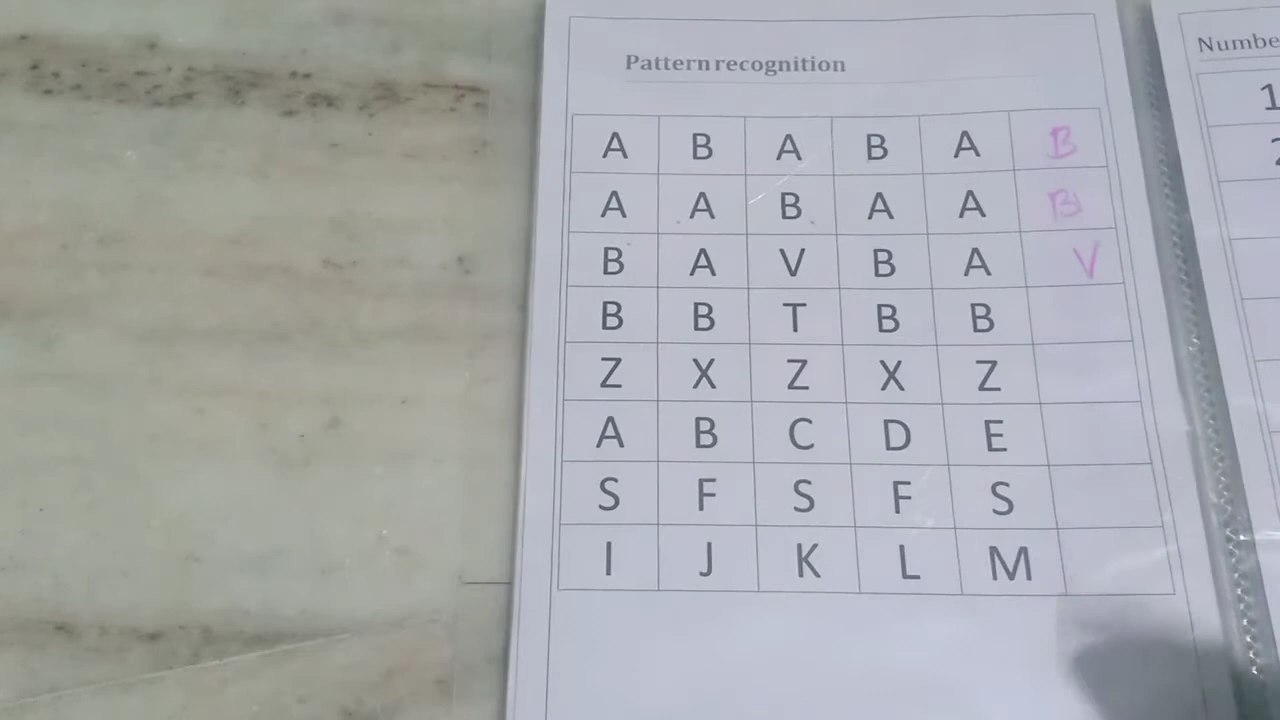 Pattern recognition
A B A B A B
A A B A A B
B A V B A V
B B T B B
Z X Z X Z
A B C D E
S F S F S
I J K L M
Numbe
1